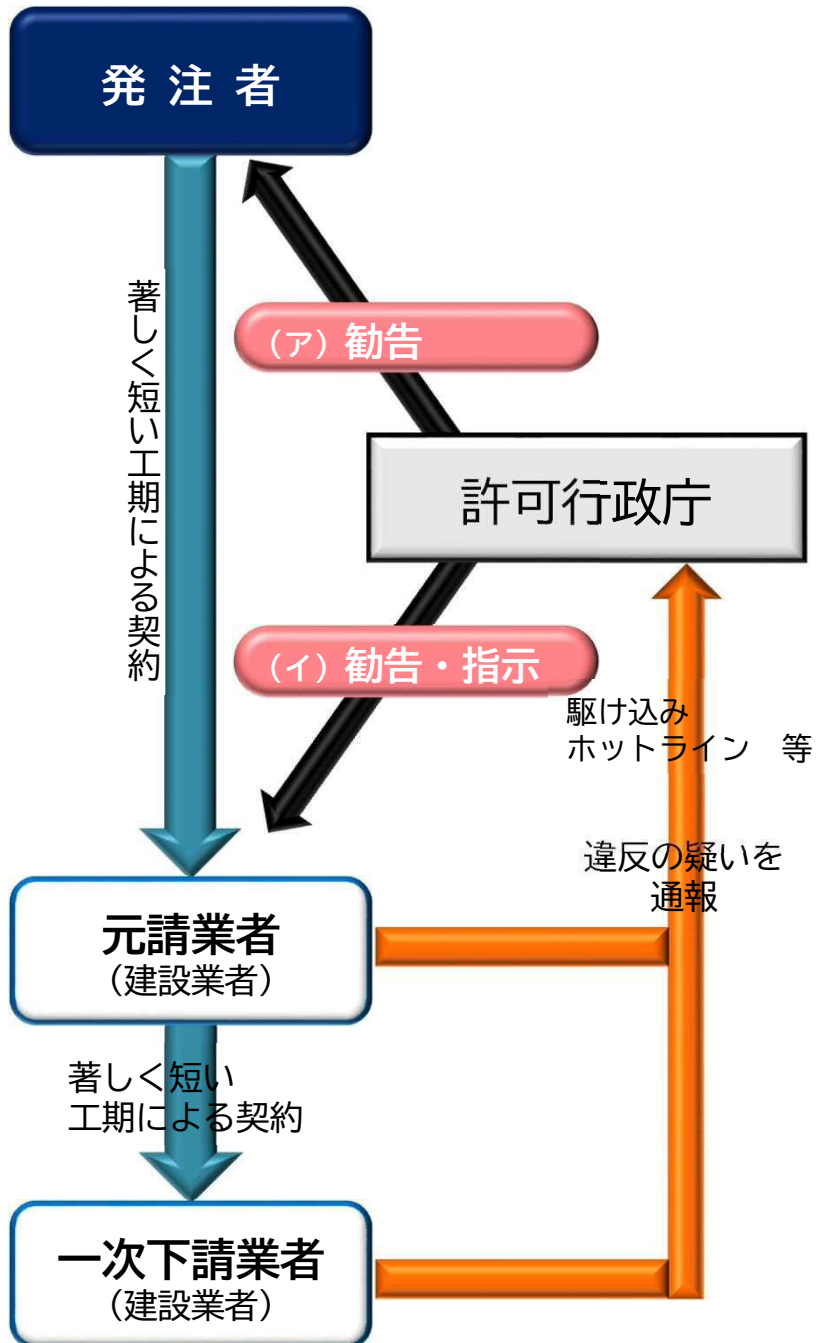 発 注 者
著しく短い工期による契約
（ア）勧告
許可行政庁
（イ）勧告・指示
駆け込み
ホットライン　等
違反の疑いを
通報
元請業者
（建設業者）
著しく短い
工期による契約
一次下請業者
（建設業者）